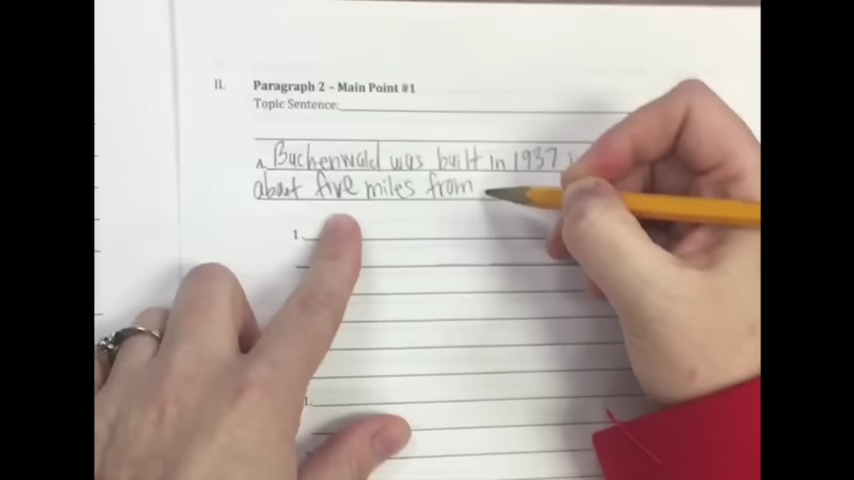 II. Paragraph 2 – Main Point #1
Topic Sentence:
A. Buchenwald was built in 1937
about five miles from
1.